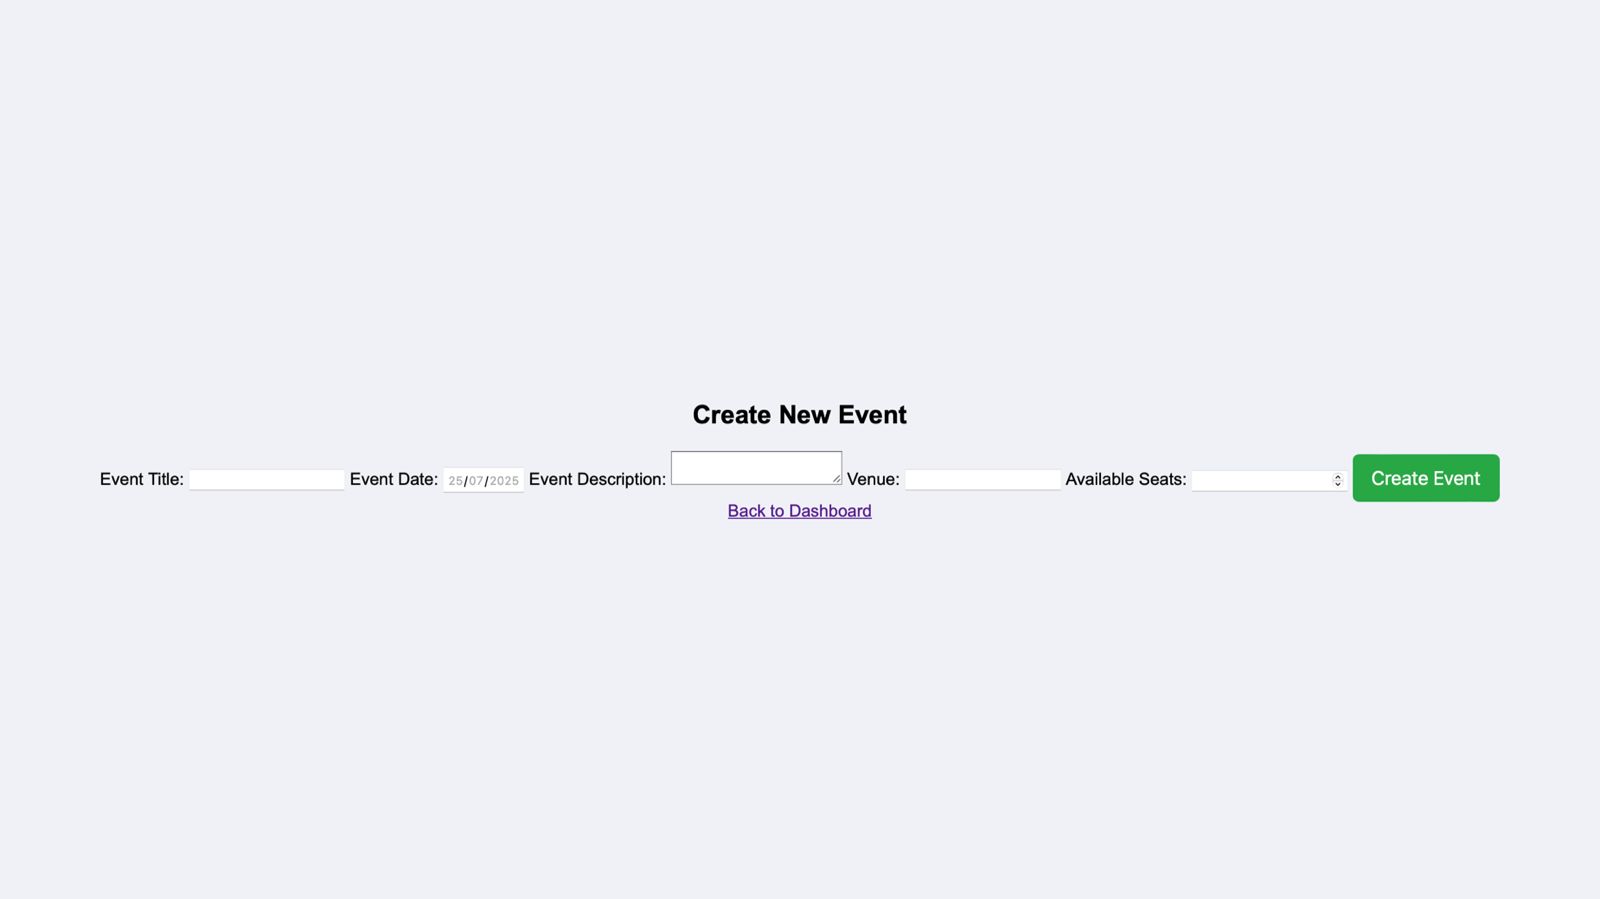 Create New Event
Event Title: Event Date: 25/07/2025 Event Description: Venue: Available Seats: Create Event
Back to Dashboard